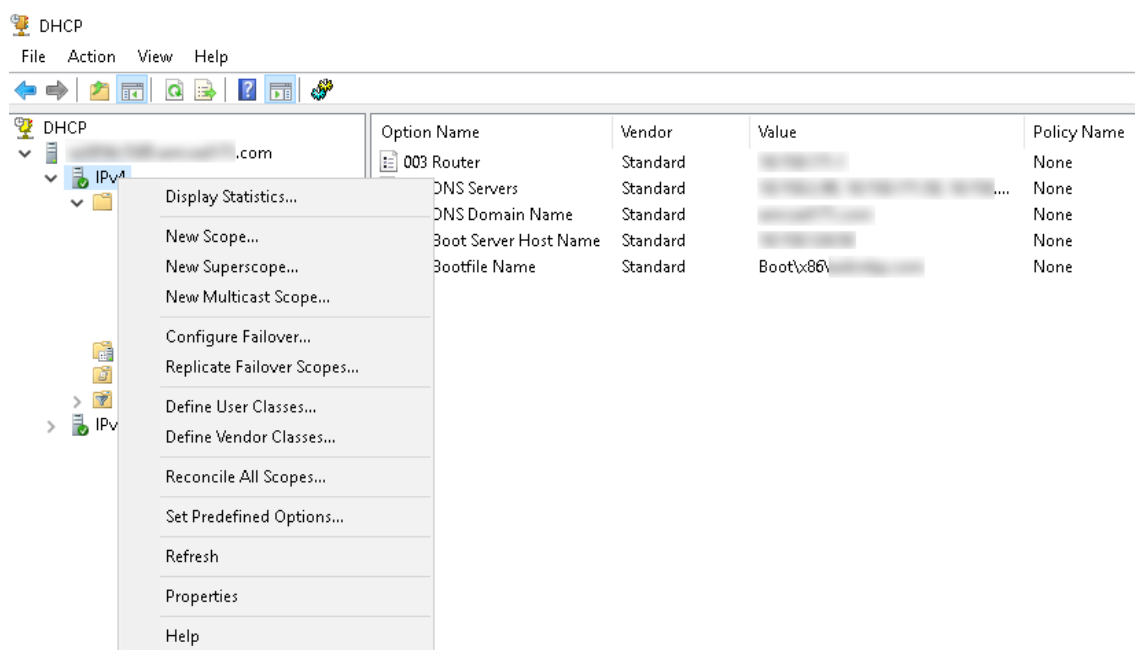 DHCP
File Action View Help
DHCP
.com
IPv4
IPv
Display Statistics...
New Scope...
New Superscope...
New Multicast Scope...
Configure Failover...
Replicate Failover Scopes...
Define User Classes...
Define Vendor Classes...
Reconcile All Scopes...
Set Predefined Options...
Refresh
Properties
Help
Option Name Vendor Value Policy Name
003 Router Standard None
DNS Servers Standard .... None
DNS Domain Name Standard None
Boot Server Host Name Standard None
Bootfile Name Standard Boot\x86\ None